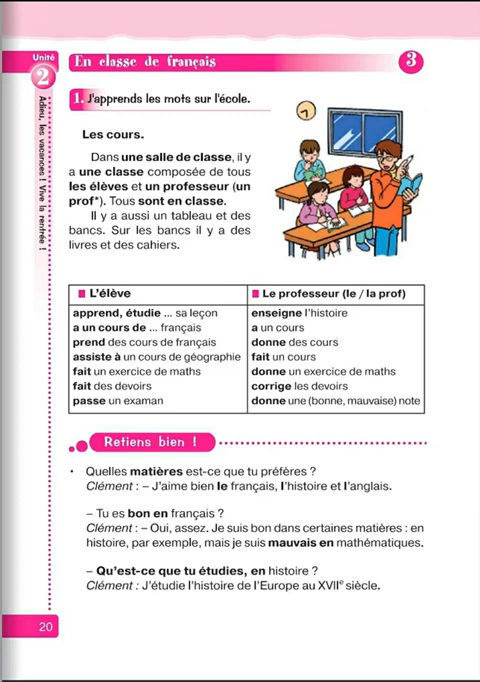 Unité
2
Adieu, les vacances ! Vive la rentrée !
En classe de français
3
1. J'apprends les mots sur l'école.
Les cours.
Dans une salle de classe, il y
a une classe composée de tous
les élèves et un professeur (un
prof*). Tous sont en classe.
Il y a aussi un tableau et des
bancs. Sur les bancs il y a des
livres et des cahiers.
L'élève
apprend, étudie ... sa leçon
a un cours de ... français
prend des cours de français
assiste à un cours de géographie
fait un exercice de maths
fait des devoirs
passe un examan
Le professeur (le / la prof)
enseigne l'histoire
a un cours
donne des cours
fait un cours
donne un exercice de maths
corrige les devoirs
donne une (bonne, mauvaise) note
Retiens bien !
• Quelles matières est-ce que tu préfères ?
Clément : – J'aime bien le français, l'histoire et l'anglais.
– Tu es bon en français ?
Clément : – Oui, assez. Je suis bon dans certaines matières : en
histoire, par exemple, mais je suis mauvais en mathématiques.
– Qu'est-ce que tu étudies, en histoire ?
Clément : J'étudie l'histoire de l'Europe au XVIIᵉ siècle.
20